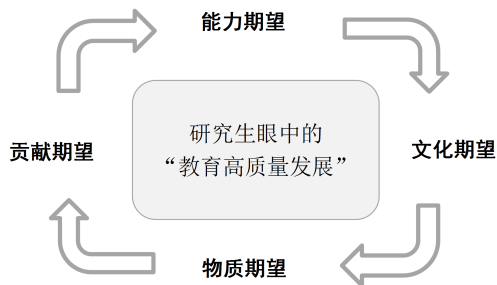 能力期望
贡献期望
研究生眼中的
“教育高质量发展”
文化期望
物质期望